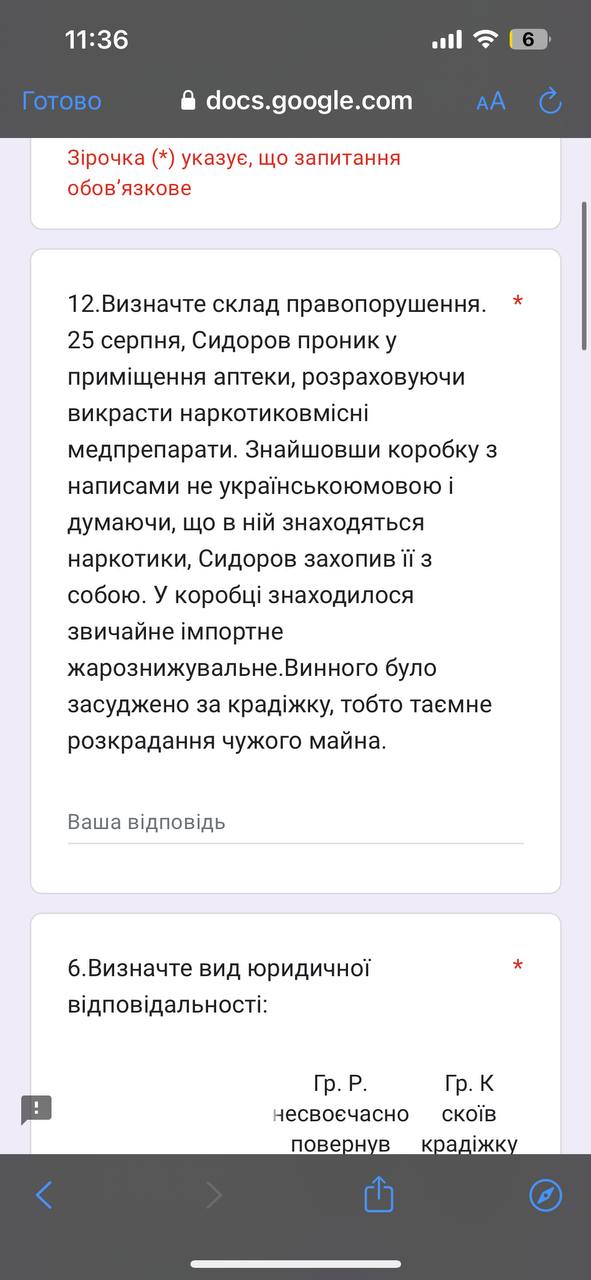 11:36
6
Готово
docs.google.com
AA
Зірочка (*) указує, що запитання
обов’язкове
12.Визначте склад правопорушення. *
25 серпня, Сидоров проник у
приміщення аптеки, розраховуючи
викрасти наркотиковмісні
медпрепарати. Знайшовши коробку з
написами не українськоюмовою і
думаючи, що в ній знаходяться
наркотики, Сидоров захопив її з
собою. У коробці знаходилося
звичайне імпортне
жарознижувальне.Винного було
засуджено за крадіжку, тобто таємне
розкрадання чужого майна.
Ваша відповідь
6.Визначте вид юридичної *
відповідальності:
Гр. Р. Гр. К
несвоєчасно скоїв
повернув крадіжку